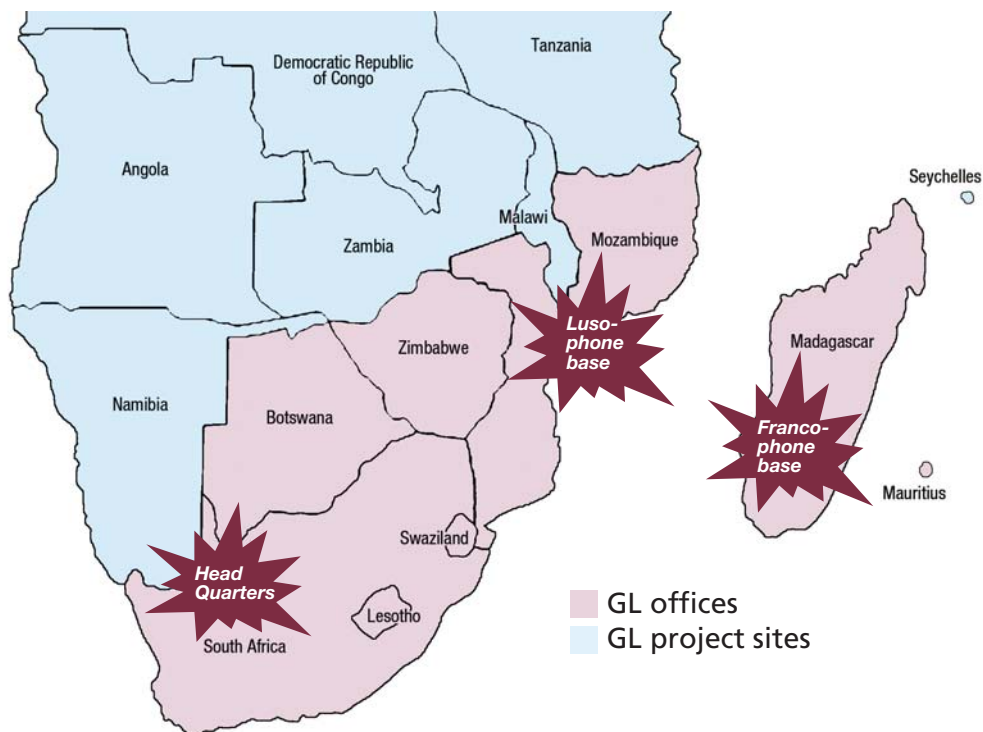 Tanzania
Democratic Republic
of Congo
Angola
Seychelles
Malawi
Zambia
Mozambique
Luso-
phone
base
Madagascar
Zimbabwe
Namibia
Botswana
Franco-
phone
base
Mauritius
Swaziland
Head
Quarters
Lesotho
South Africa
GL offices
GL project sites